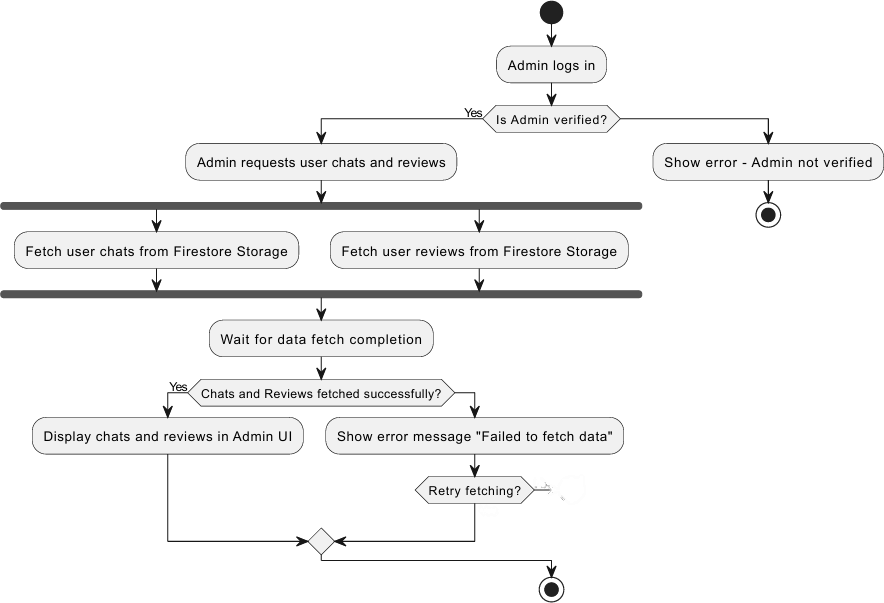 Admin logs in
Yes
Is Admin verified?
Admin requests user chats and reviews
Show error - Admin not verified
Fetch user chats from Firestore Storage
Fetch user reviews from Firestore Storage
Wait for data fetch completion
Yes
Chats and Reviews fetched successfully?
Display chats and reviews in Admin UI
Show error message "Failed to fetch data"
Retry fetching?